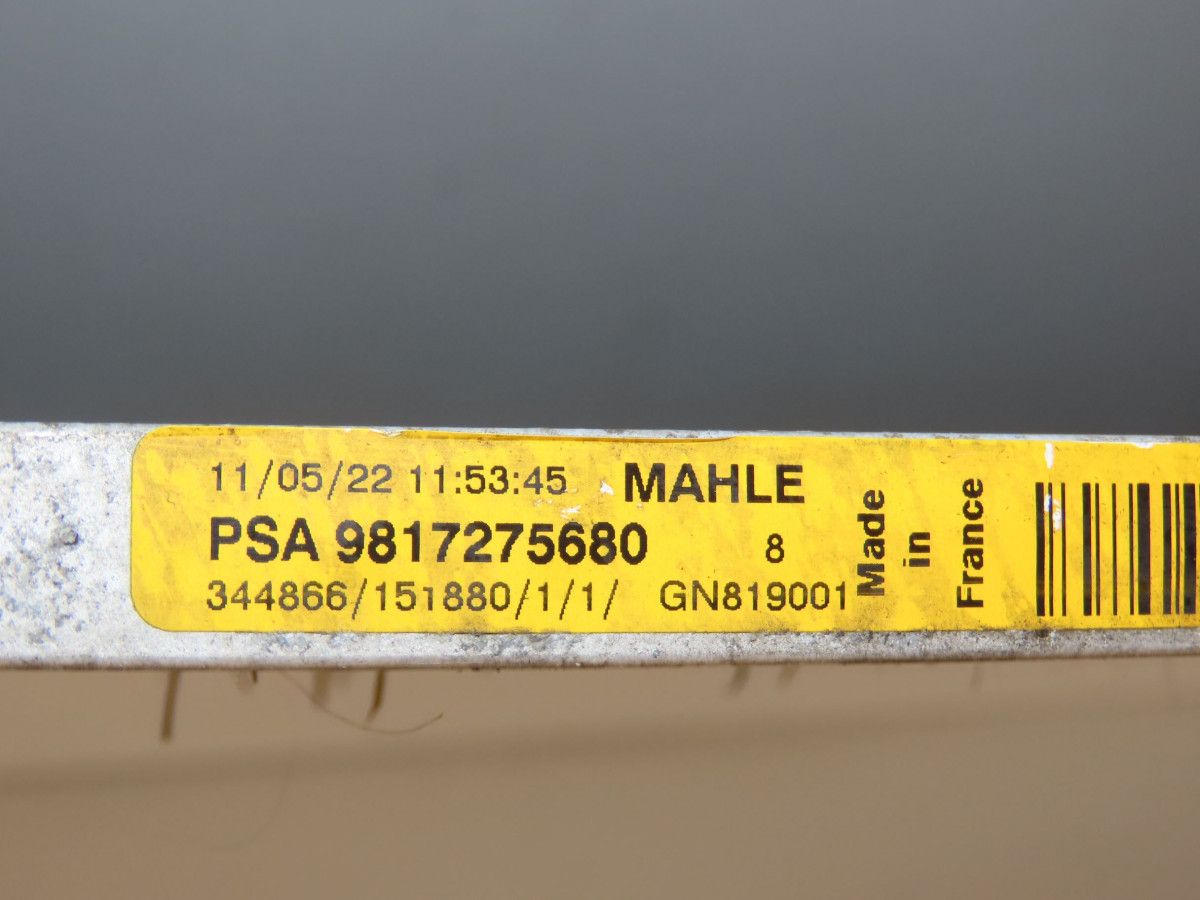 11/05/22 11:53:45 MAHLE
PSA 9817275680 8
344866/151880/1/1/ GN819001
Made
in
France